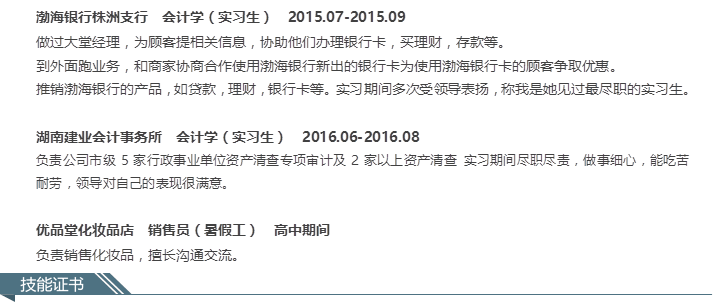 渤海银行株洲支行 会计学（实习生） 2015.07-2015.09
做过大堂经理，为顾客提相关信息，协助他们办理银行卡，买理财，存款等。
到外面跑业务，和商家协商合作使用渤海银行新出的银行卡为使用渤海银行卡的顾客争取优惠。
推销渤海银行的产品，如贷款，理财，银行卡等。实习期间多次受领导表扬，称我是她见过最尽职的实习生。
湖南建业会计事务所 会计学（实习生） 2016.06-2016.08
负责公司市级 5 家行政事业单位资产清查专项审计及 2 家以上资产清查 实习期间尽职尽责，做事细心，能吃苦
耐劳，领导对自己的表现很满意。
优品堂化妆品店 销售员（暑假工） 高中期间
负责销售化妆品，擅长沟通交流。
技能证书